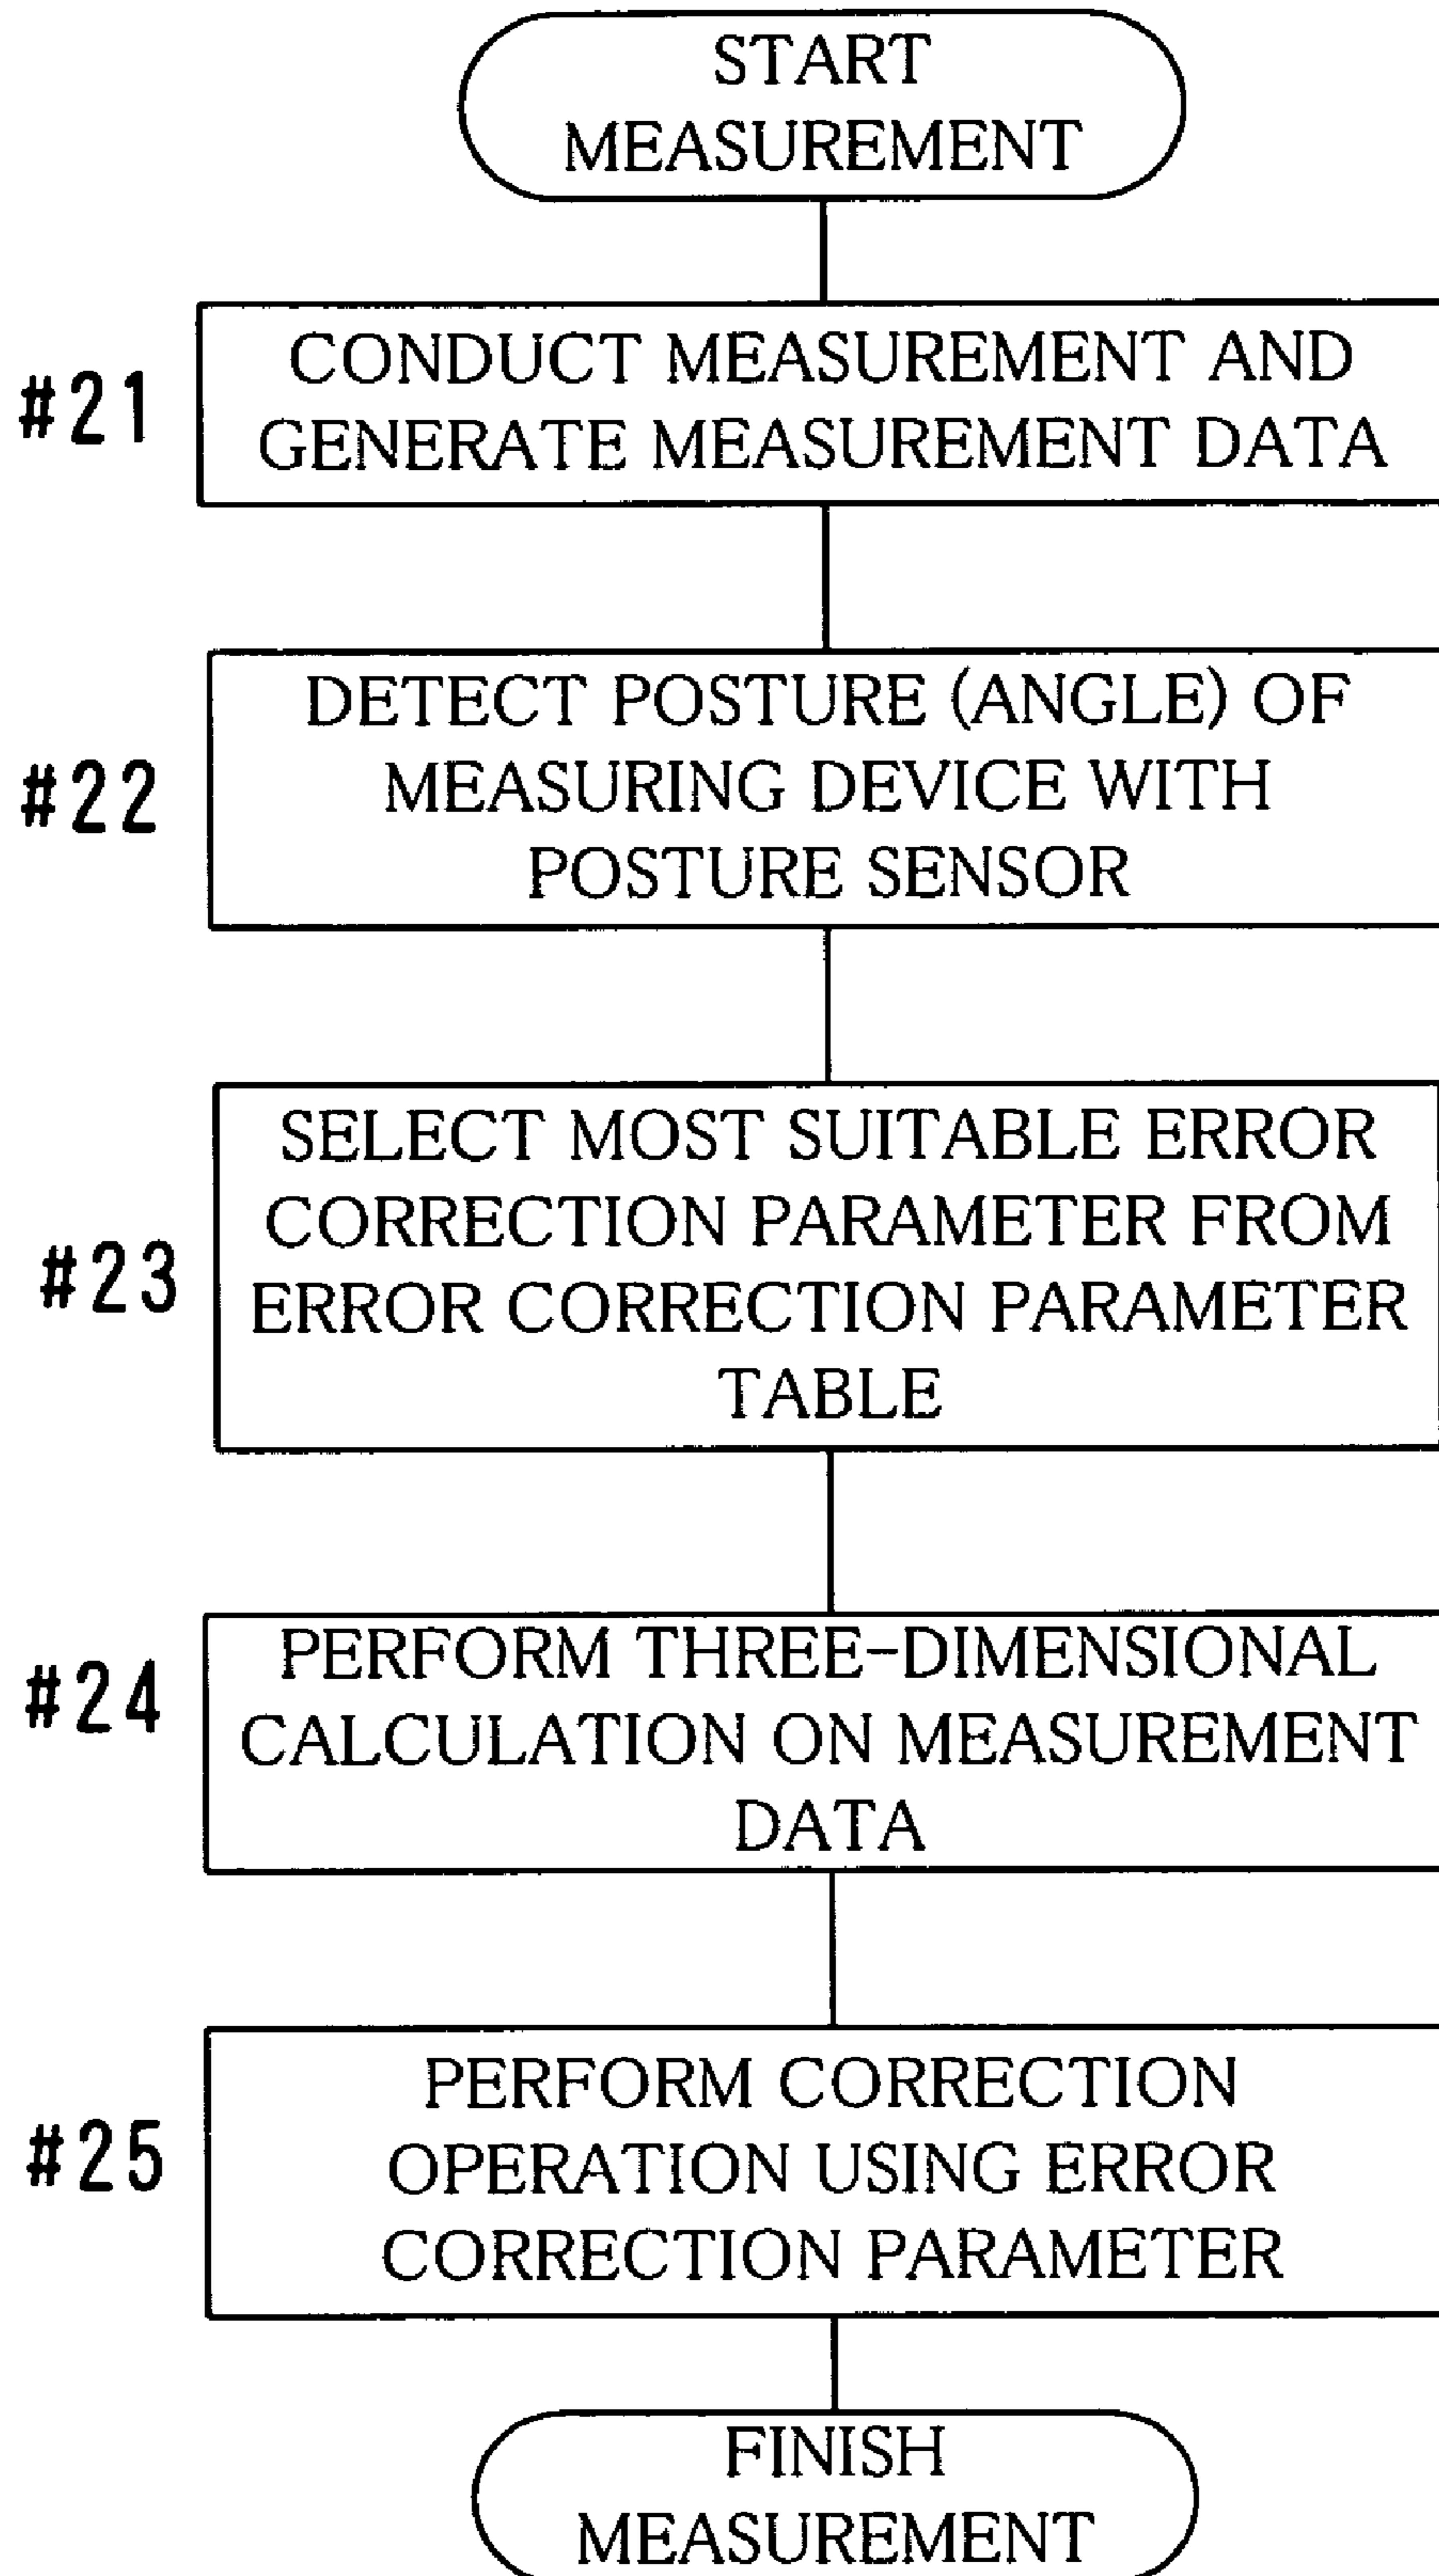 START
MEASUREMENT
#21
CONDUCT MEASUREMENT AND
GENERATE MEASUREMENT DATA
#22
DETECT POSTURE (ANGLE) OF
MEASURING DEVICE WITH
POSTURE SENSOR
#23
SELECT MOST SUITABLE ERROR
CORRECTION PARAMETER FROM
ERROR CORRECTION PARAMETER
TABLE
#24
PERFORM THREE-DIMENSIONAL
CALCULATION ON MEASUREMENT
DATA
#25
PERFORM CORRECTION
OPERATION USING ERROR
CORRECTION PARAMETER
FINISH
MEASUREMENT